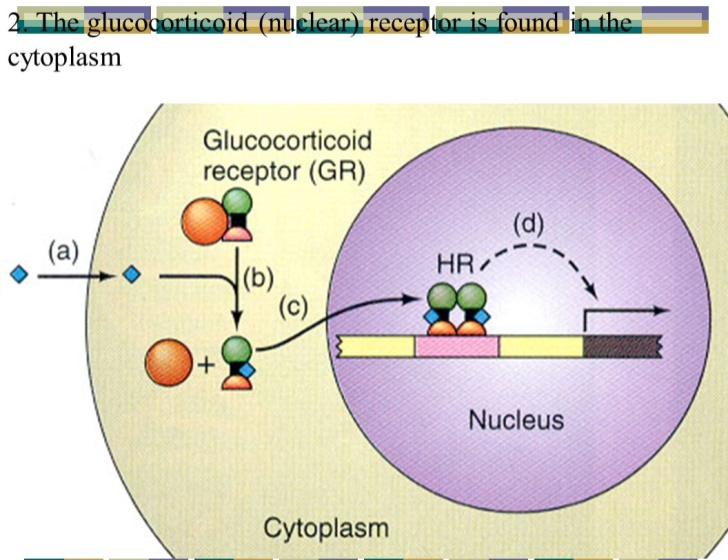 2. The glucocorticoid (nuclear) receptor is found in the
cytoplasm
Glucocorticoid
receptor (GR)
(a)
(b)
(c)
+
HR
(d)
Nucleus
Cytoplasm